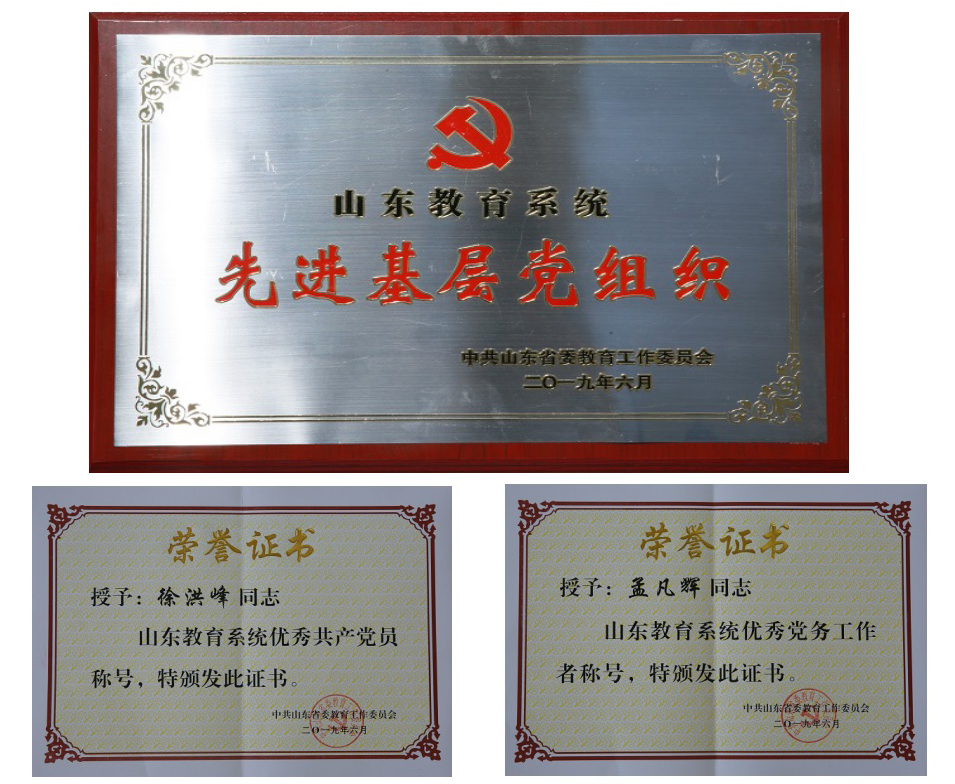 山东教育系统
先进基层党组织
中共山东省委教育工作委员会
二〇一九年六月
荣誉证书
授予：徐洪峰 同志
山东教育系统优秀共产党员
称号，特颁发此证书。
中共山东省委教育工作委员会
二〇一九年六月
荣誉证书
授予：孟凡辉 同志
山东教育系统优秀党务工作
者称号，特颁发此证书。
中共山东省委教育工作委员会
二〇一九年六月